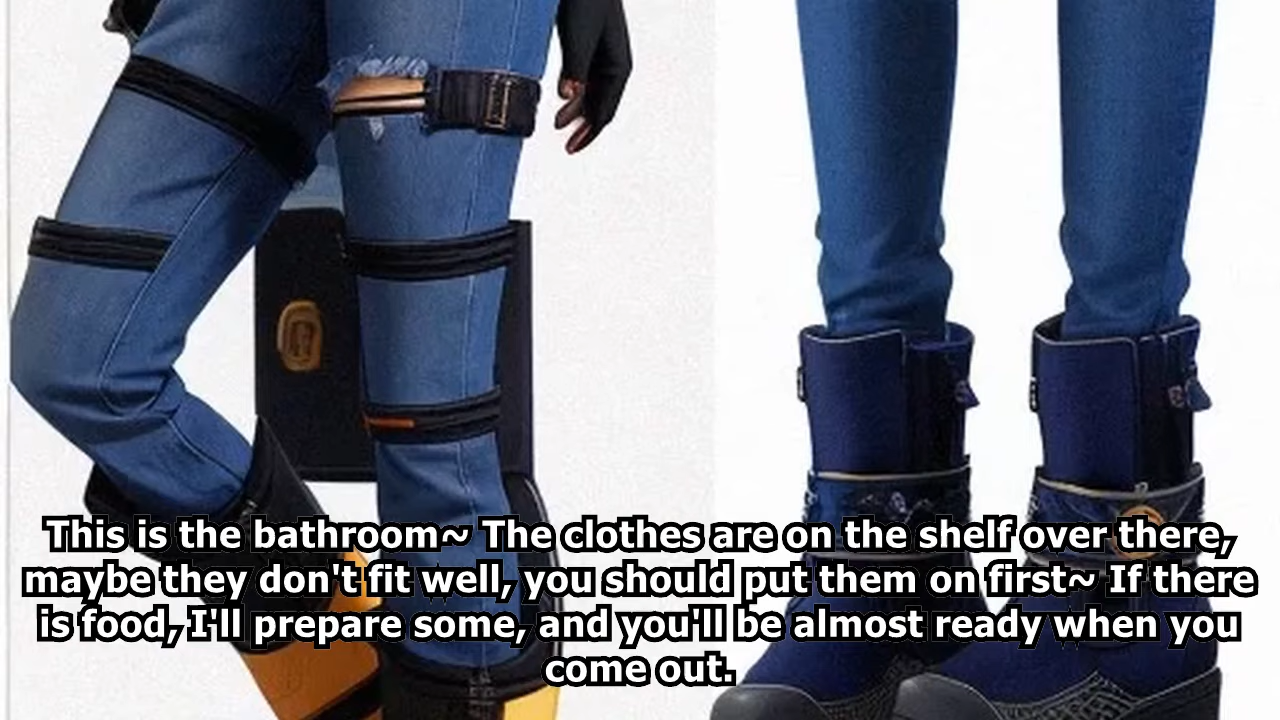 This is the bathroom~ The clothes are on the shelf over there,
maybe they don't fit well, you should put them on first~ If there
is food, I'll prepare some, and you'll be almost ready when you
come out.